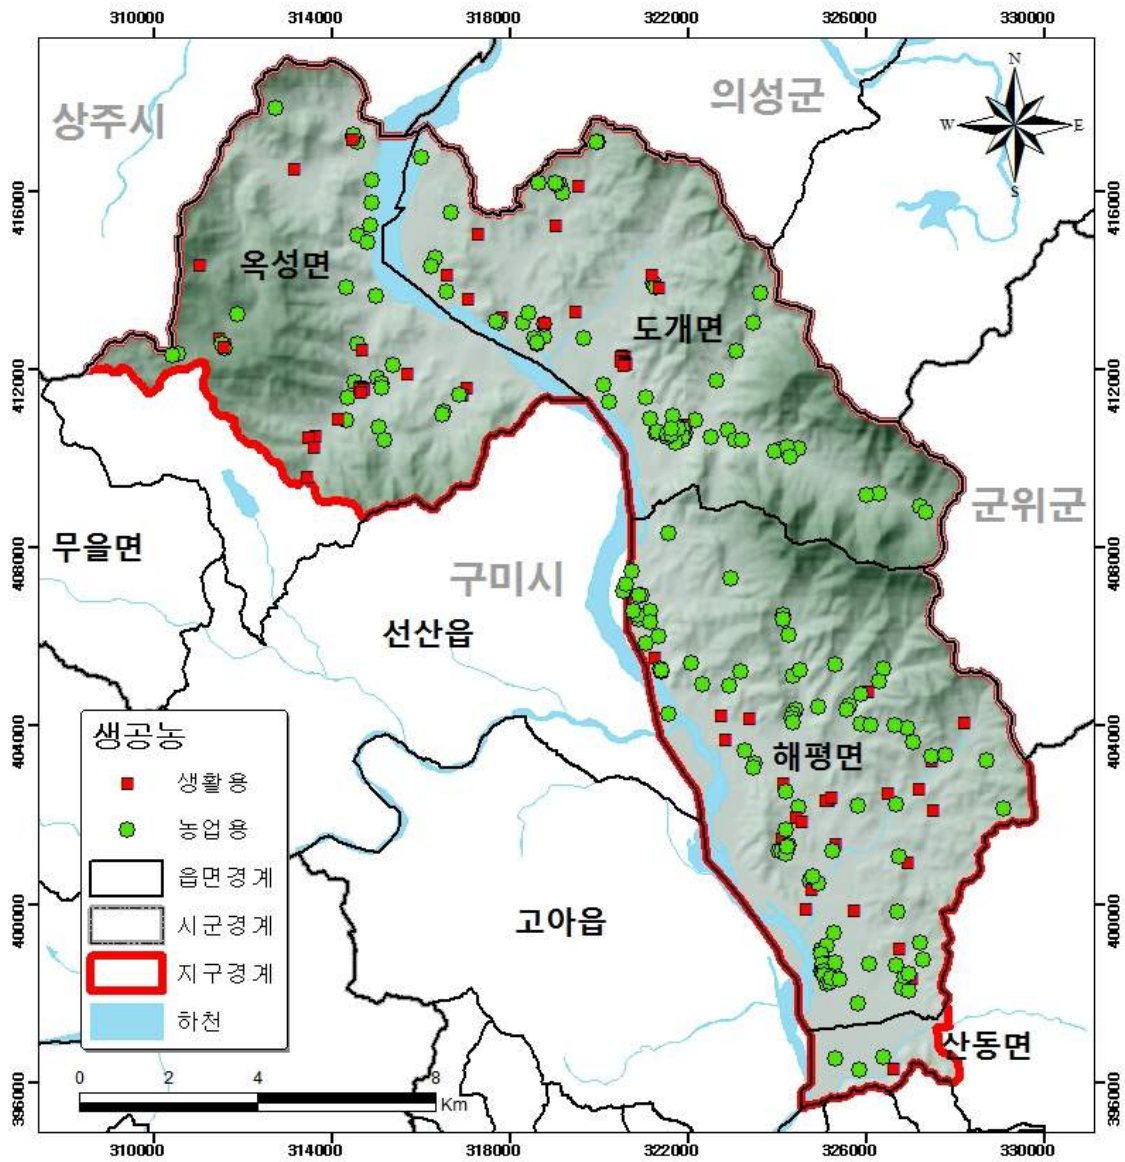 310000 314000 318000 322000 326000 330000
N
W E
S
의성군
상주시
416000 416000
옥성면
도개면
412000 412000
군위군
무을면
408000 408000
구미시
선산읍
404000 404000
생공농
생활용
농업용
읍면경계
시군경계
지구경계
하천
해평면
400000 400000
고아읍
산동면
0 2 4 8
Km
396000 396000
310000 314000 318000 322000 326000 330000